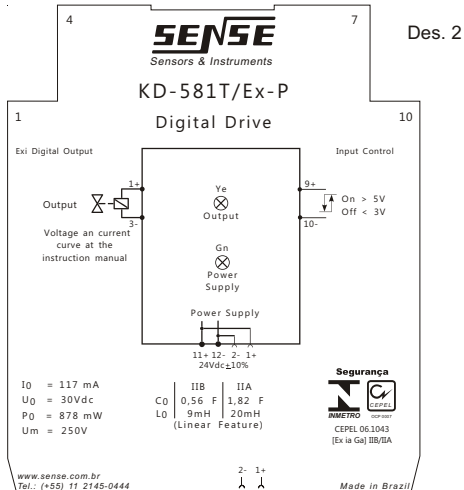 4
7
Des. 2
SENSE
Sensors & Instruments
KD-581T/Ex-P
1
10
Digital Drive
Exi Digital Output
Input Control
1+
9+
Ye
Output
Output
On > 5V
Off < 3V
3-
10-
Voltage an current
curve at the
instruction manual
Gn
Power
Supply
Power Supply
11+ 12- 2- 1+
24Vdc±10%
I0 = 117 mA
U0 = 30Vdc
P0 = 878 mW
Um = 250V
IIB IIA
C0 0,56 F 1,82 F
L0 9mH 20mH
(Linear Feature)
Segurança
INMETRO
CEPEL
OCP 0007
CEPEL 06.1043
[Ex ia Ga] IIB/IIA
www.sense.com.br
Tel.: (+55) 11 2145-0444
2- 1+
Made in Brazil